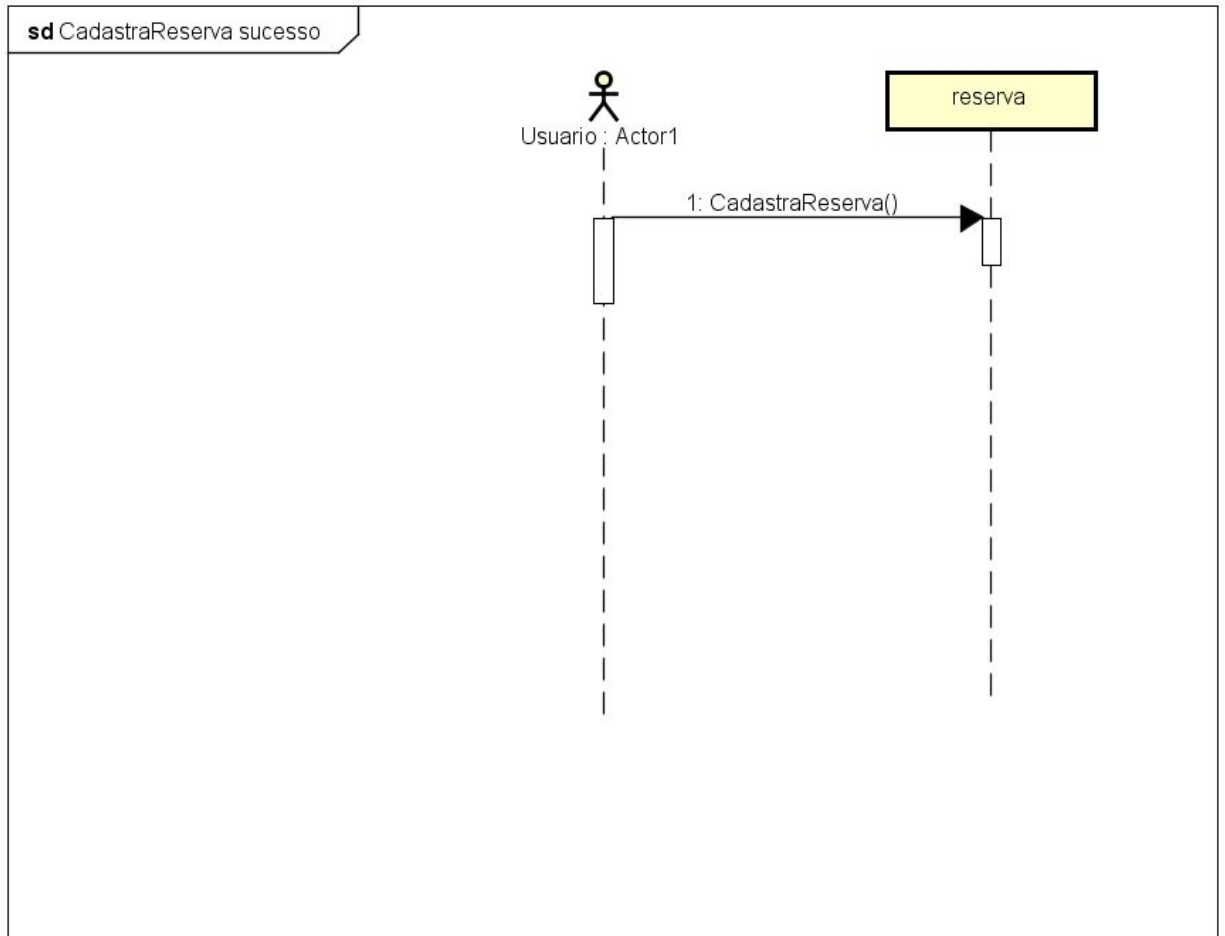 sd CadastraReserva sucesso
Usuario : Actor1
reserva
1: CadastraReserva()